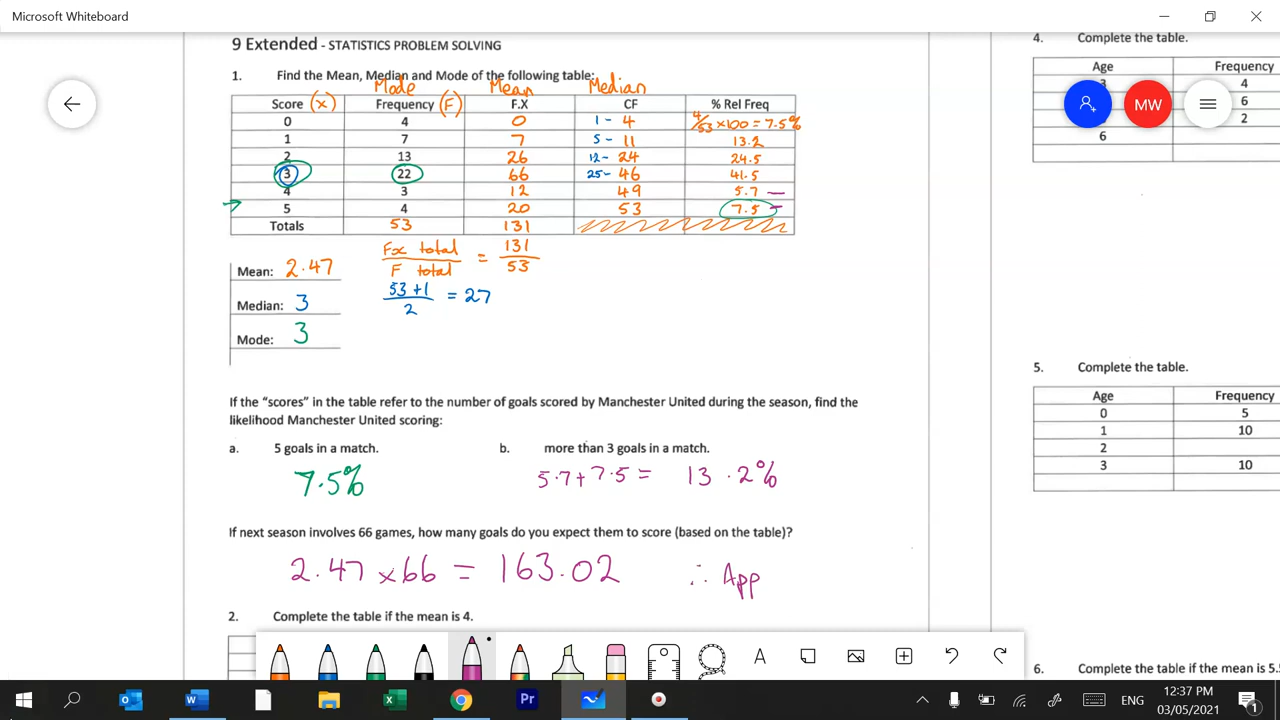 Microsoft Whiteboard
9 Extended - STATISTICS PROBLEM SOLVING
1. Find the Mean, Median and Mode of the following table:
Mode Mean Median
Score (x) Frequency (F) F.X CF % Rel Freq
0 4 0 1 - 4 4/53 x100 = 7.5%
1 7 7 5 - 11 13.2
2 13 26 12 - 24 24.5
3 22 66 25 - 46 41.5
4 3 12 49 5.7
5 4 20 53 7.5
Totals 53 131
Fx total / F total = 131/53
Mean: 2.47
53+1 / 2 = 27
Median: 3
Mode: 3
If the “scores” in the table refer to the number of goals scored by Manchester United during the season, find the
likelihood Manchester United scoring:
a. 5 goals in a match. b. more than 3 goals in a match.
7.5% 5.7+7.5 = 13.2%
If next season involves 66 games, how many goals do you expect them to score (based on the table)?
2.47 x 66 = 163.02 ∴ App
2. Complete the table if the mean is 4.
4. Complete the table.
Age Frequency
3 4
6
2
6
MW
5. Complete the table.
Age Frequency
0 5
1 10
2
3 10
6. Complete the table if the mean is 5.5
A
Pr
ENG
12:37 PM
03/05/2021
1